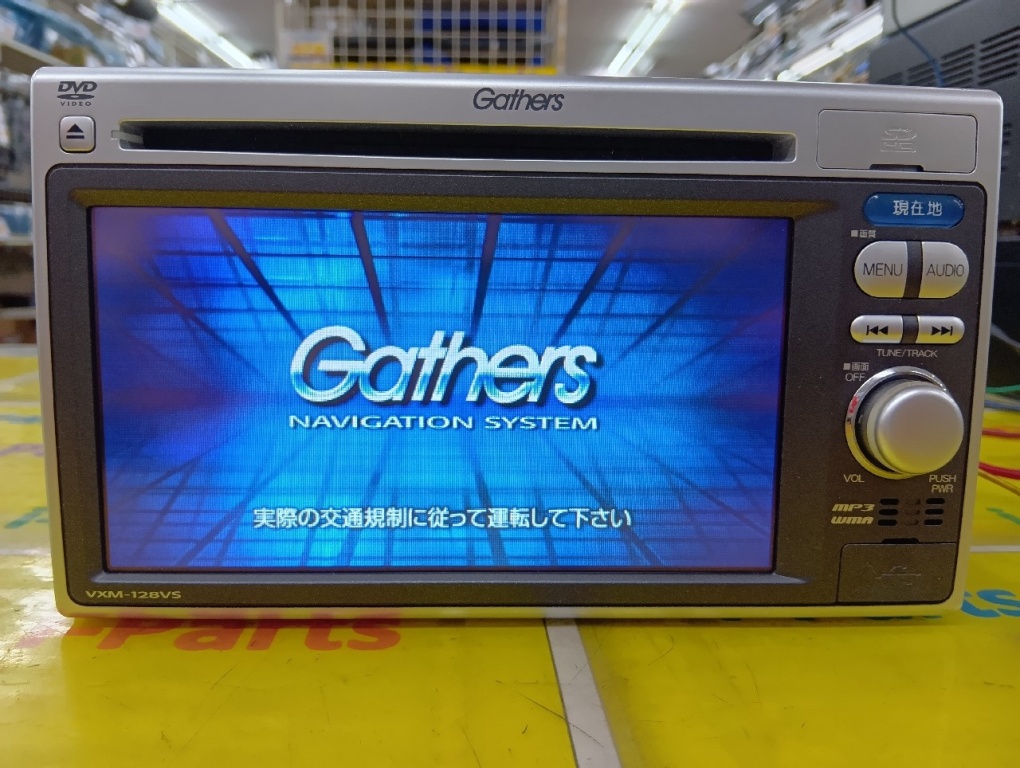 DVD
VIDEO
Gathers
SD
HC
現在地
■画質
MENU
AUDIO
TUNE/TRACK
■画面
OFF
Gathers
NAVIGATION SYSTEM
VOL
PUSH
PWR
MP3
WMA
実際の交通規制に従って運転して下さい
VXM-128VS
Parts